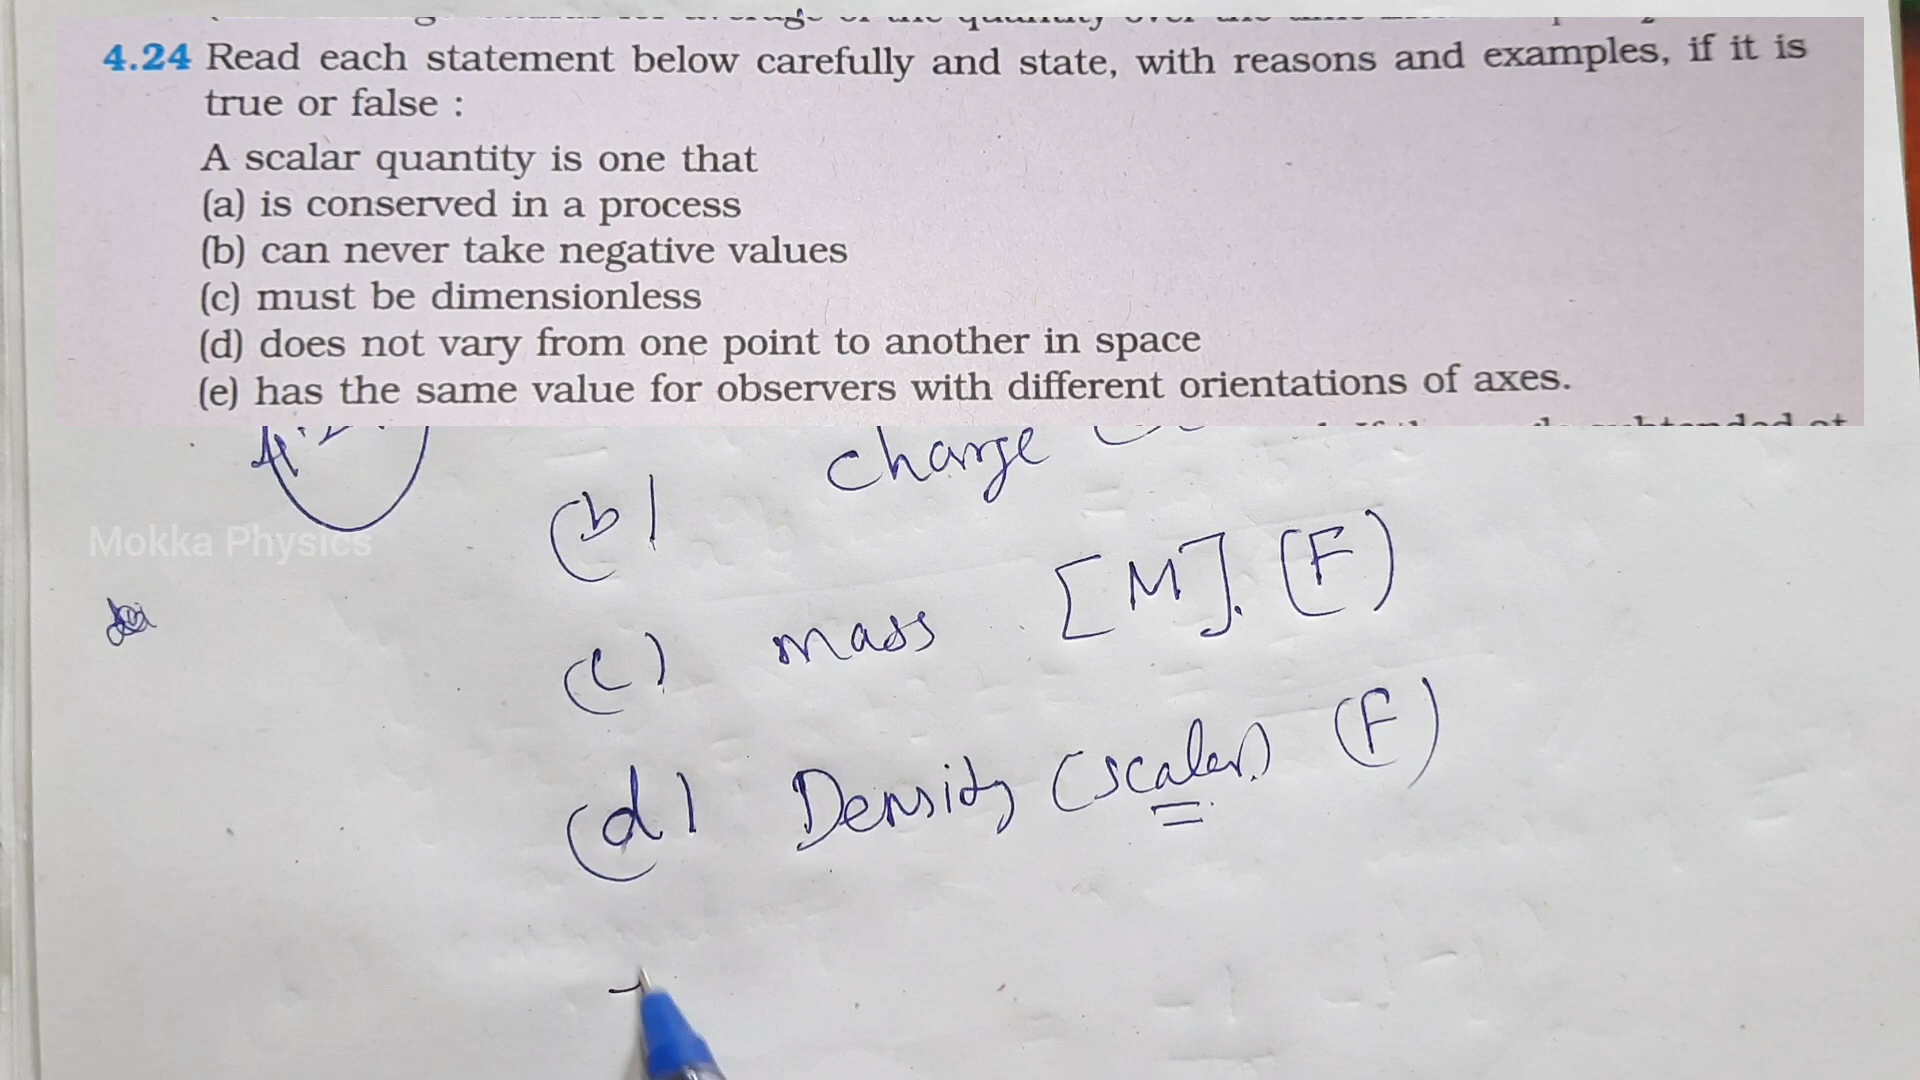 4.24 Read each statement below carefully and state, with reasons and examples, if it is
true or false :
A scalar quantity is one that
(a) is conserved in a process
(b) can never take negative values
(c) must be dimensionless
(d) does not vary from one point to another in space
(e) has the same value for observers with different orientations of axes.
(b) charge
Mokka Physics
(c) mass [M]. (F)
(d) Density (scalar) (F)